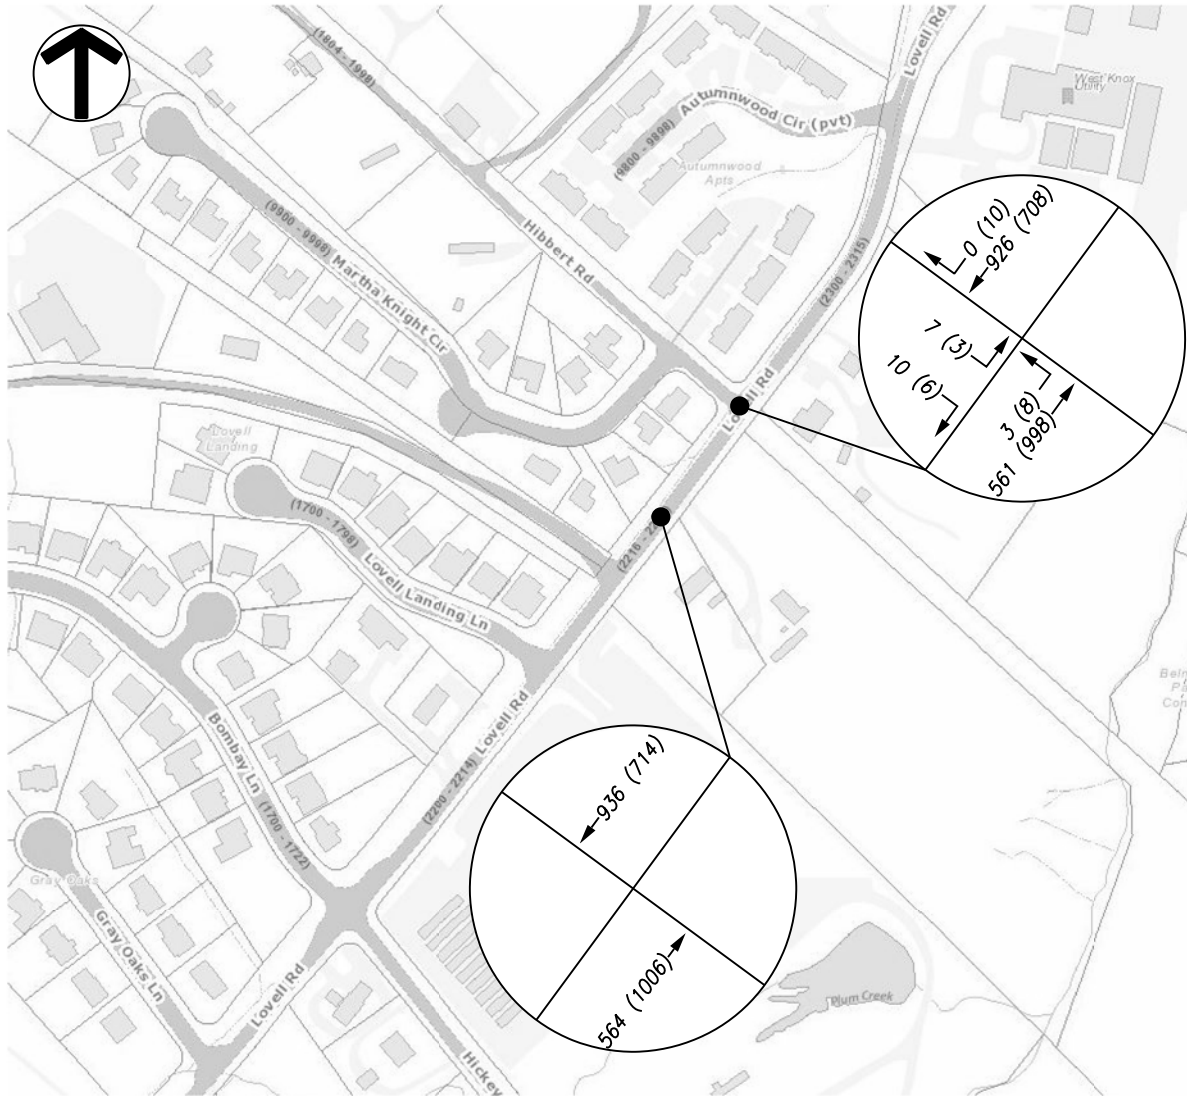 (1804 - 1998)
Lovell Rd
West Knox
Utility
Autumnwood Cir (pvt)
(9800 - 9898)
Autumnwood
Apts
0 (10)
926 (708)
(9900 - 9998) Martha Knight Cir
Hibbert Rd
(2300 - 2315)
7 (3)
10 (6)
3 (8)
561 (998)
Lovell Rd
Lovell
Landing
(1700 - 1798)
Lovell Landing Ln
(2216 -
Bombay Ln (1700 - 1722)
(2200 - 2214) Lovell Rd
936 (714)
564 (1006)
Gray Oaks
Gray Oaks Ln
Lovell Rd
Hickey
Plum Creek